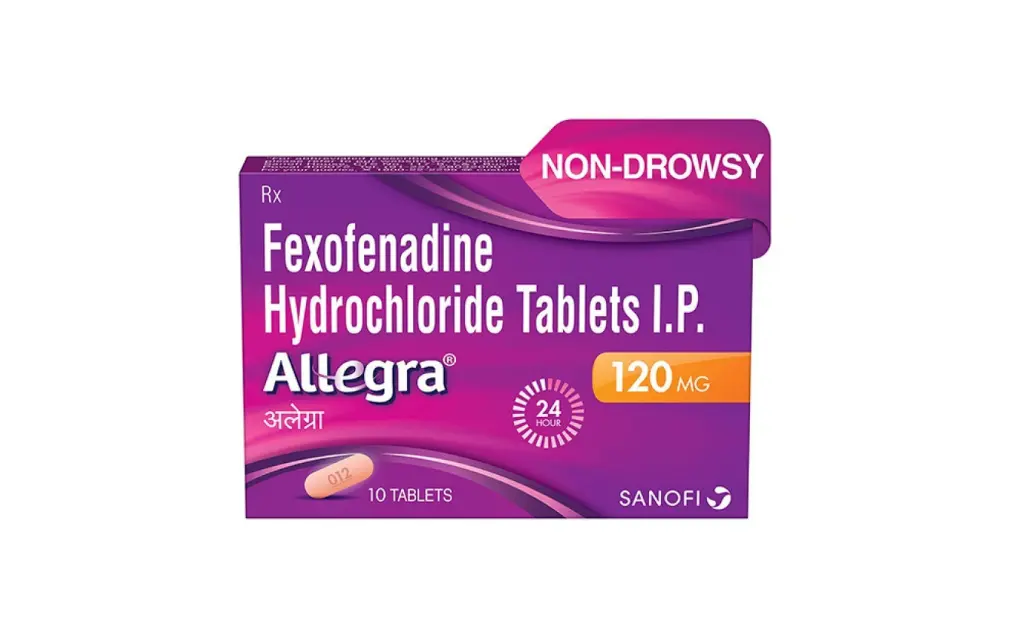 NON-DROWSY
Rx
Fexofenadine
Hydrochloride Tablets I.P.
Allegra®
120 MG
अलेग्रा
24
HOUR
012
10 TABLETS
SANOFI